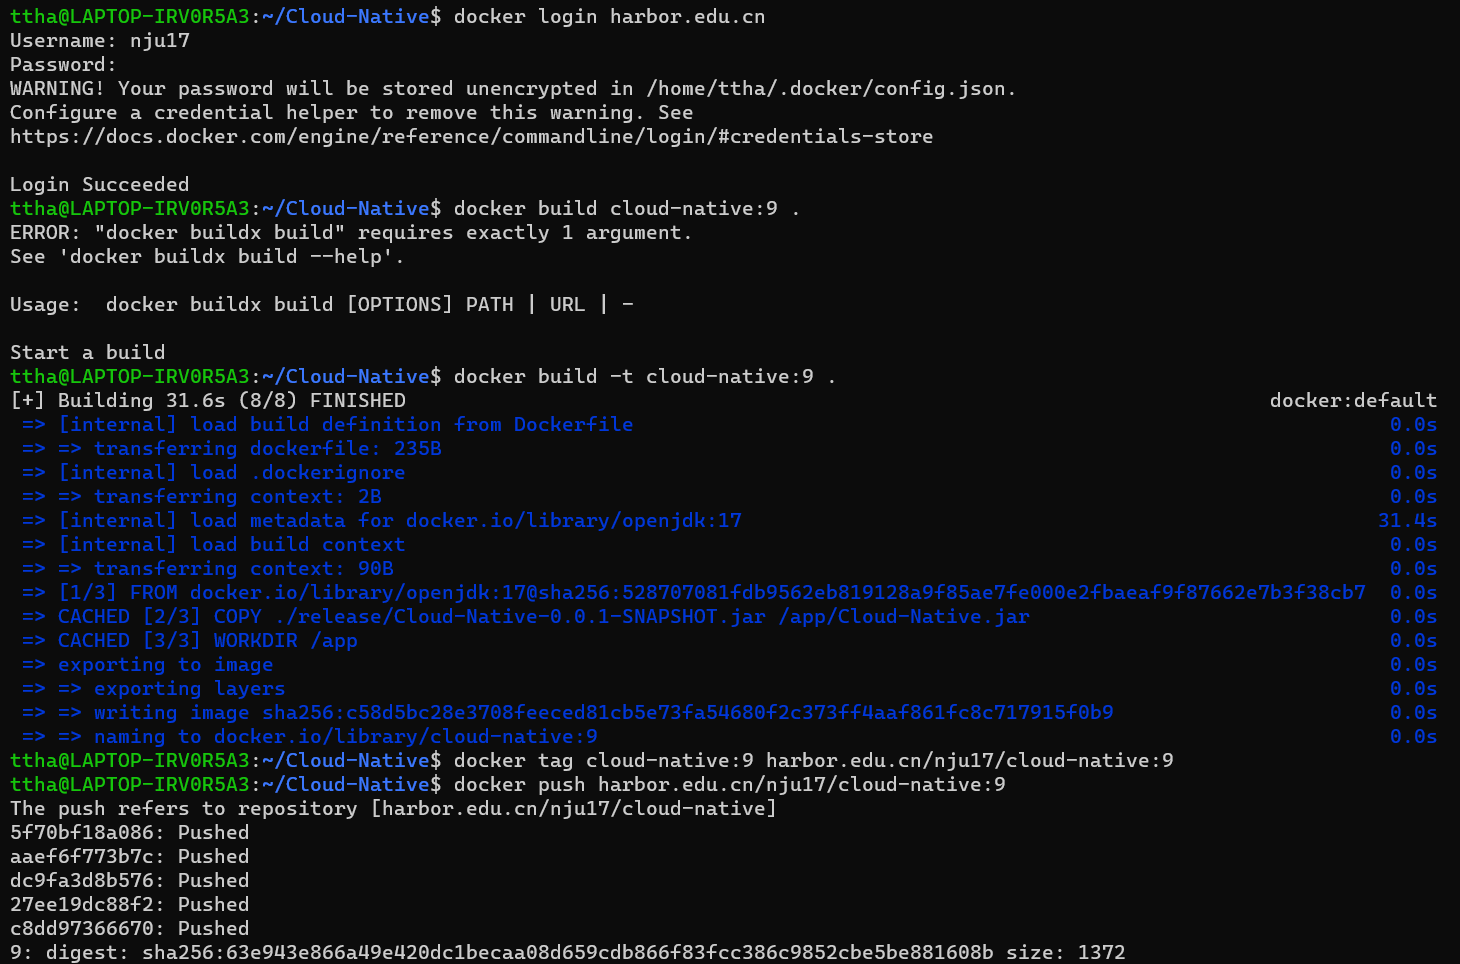 ttha@LAPTOP-IRV0R5A3:~/Cloud-Native$ docker login harbor.edu.cn
Username: nju17
Password:
WARNING! Your password will be stored unencrypted in /home/ttha/.docker/config.json.
Configure a credential helper to remove this warning. See
https://docs.docker.com/engine/reference/commandline/login/#credentials-store
Login Succeeded
ttha@LAPTOP-IRV0R5A3:~/Cloud-Native$ docker build cloud-native:9 .
ERROR: "docker buildx build" requires exactly 1 argument.
See 'docker buildx build --help'.
Usage:  docker buildx build [OPTIONS] PATH | URL | -
Start a build
ttha@LAPTOP-IRV0R5A3:~/Cloud-Native$ docker build -t cloud-native:9 .
[+] Building 31.6s (8/8) FINISHED docker:default
=> [internal] load build definition from Dockerfile 0.0s
=> => transferring dockerfile: 235B 0.0s
=> [internal] load .dockerignore 0.0s
=> => transferring context: 2B 0.0s
=> [internal] load metadata for docker.io/library/openjdk:17 31.4s
=> [internal] load build context 0.0s
=> => transferring context: 90B 0.0s
=> [1/3] FROM docker.io/library/openjdk:17@sha256:528707081fdb9562eb819128a9f85ae7fe000e2fbaeaf9f87662e7b3f38cb7 0.0s
=> CACHED [2/3] COPY ./release/Cloud-Native-0.0.1-SNAPSHOT.jar /app/Cloud-Native.jar 0.0s
=> CACHED [3/3] WORKDIR /app 0.0s
=> exporting to image 0.0s
=> => exporting layers 0.0s
=> => writing image sha256:c58d5bc28e3708feeced81cb5e73fa54680f2c373ff4aaf861fc8c717915f0b9 0.0s
=> => naming to docker.io/library/cloud-native:9 0.0s
ttha@LAPTOP-IRV0R5A3:~/Cloud-Native$ docker tag cloud-native:9 harbor.edu.cn/nju17/cloud-native:9
ttha@LAPTOP-IRV0R5A3:~/Cloud-Native$ docker push harbor.edu.cn/nju17/cloud-native:9
The push refers to repository [harbor.edu.cn/nju17/cloud-native]
5f70bf18a086: Pushed
aaef6f773b7c: Pushed
dc9fa3d8b576: Pushed
27ee19dc88f2: Pushed
c8dd97366670: Pushed
9: digest: sha256:63e943e866a49e420dc1becaa08d659cdb866f83fcc386c9852cbe5be881608b size: 1372